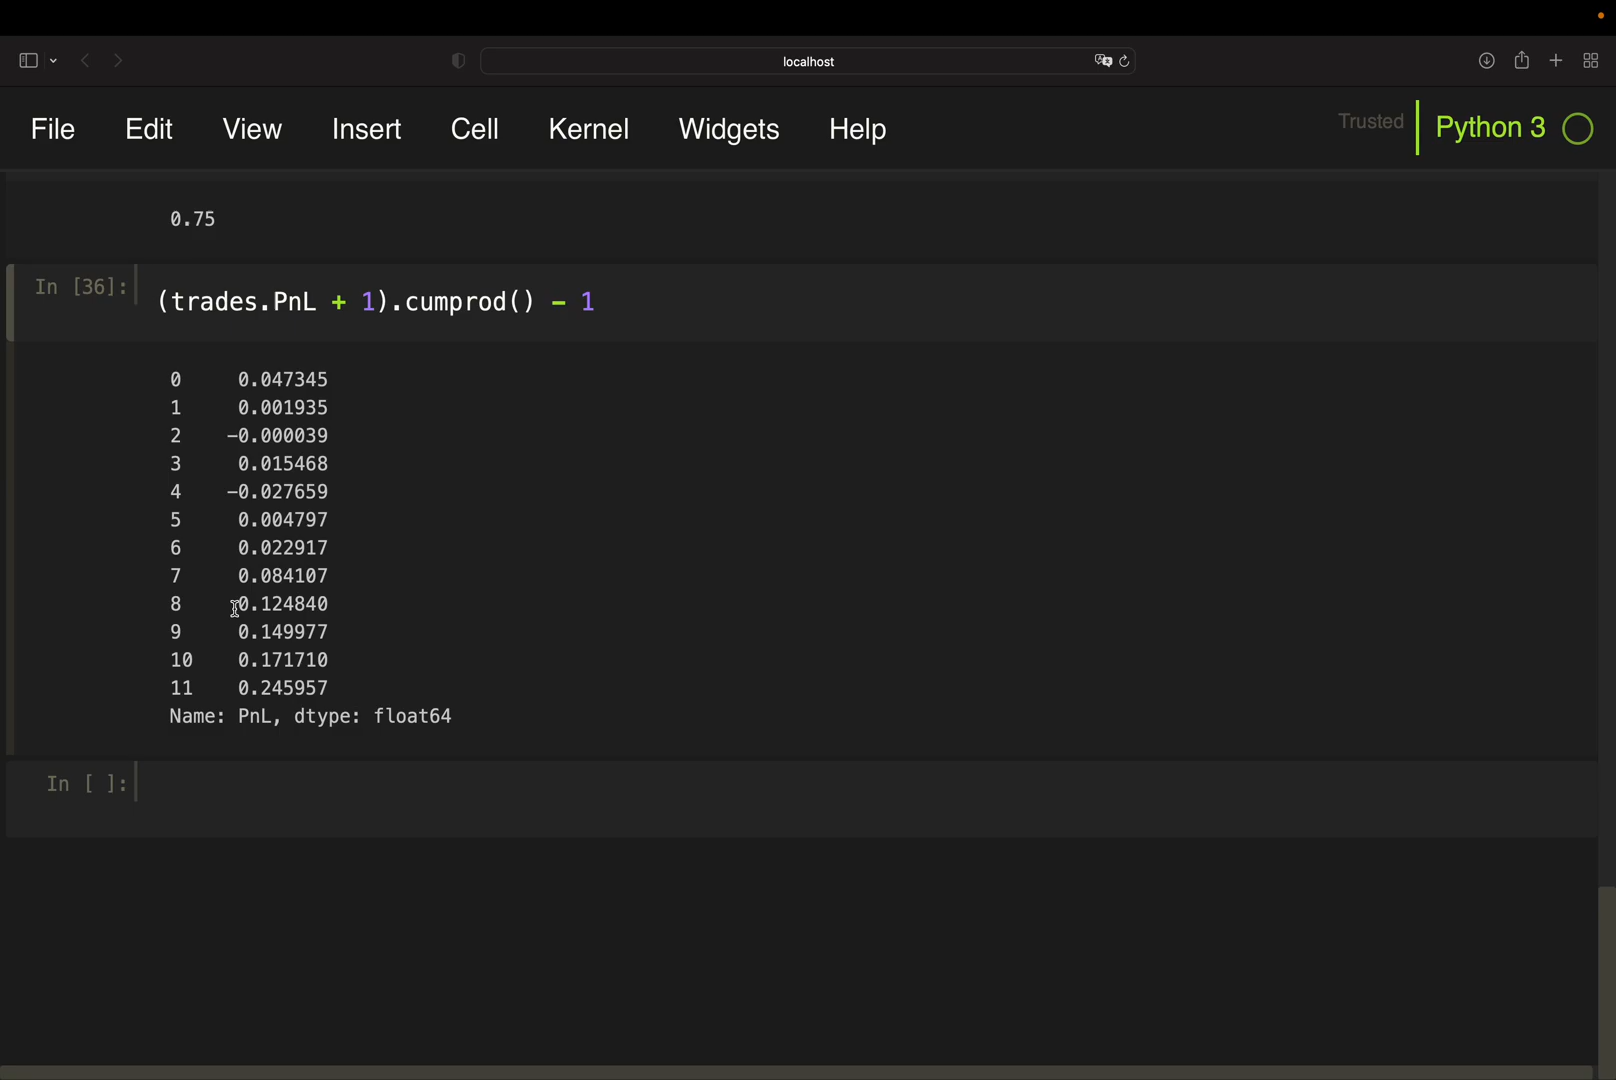 localhost
File Edit View Insert Cell Kernel Widgets Help Trusted Python 3
0.75
In [36]: (trades.PnL + 1).cumprod() - 1
0 0.047345
1 0.001935
2 -0.000039
3 0.015468
4 -0.027659
5 0.004797
6 0.022917
7 0.084107
8 0.124840
9 0.149977
10 0.171710
11 0.245957
Name: PnL, dtype: float64
In [ ]: